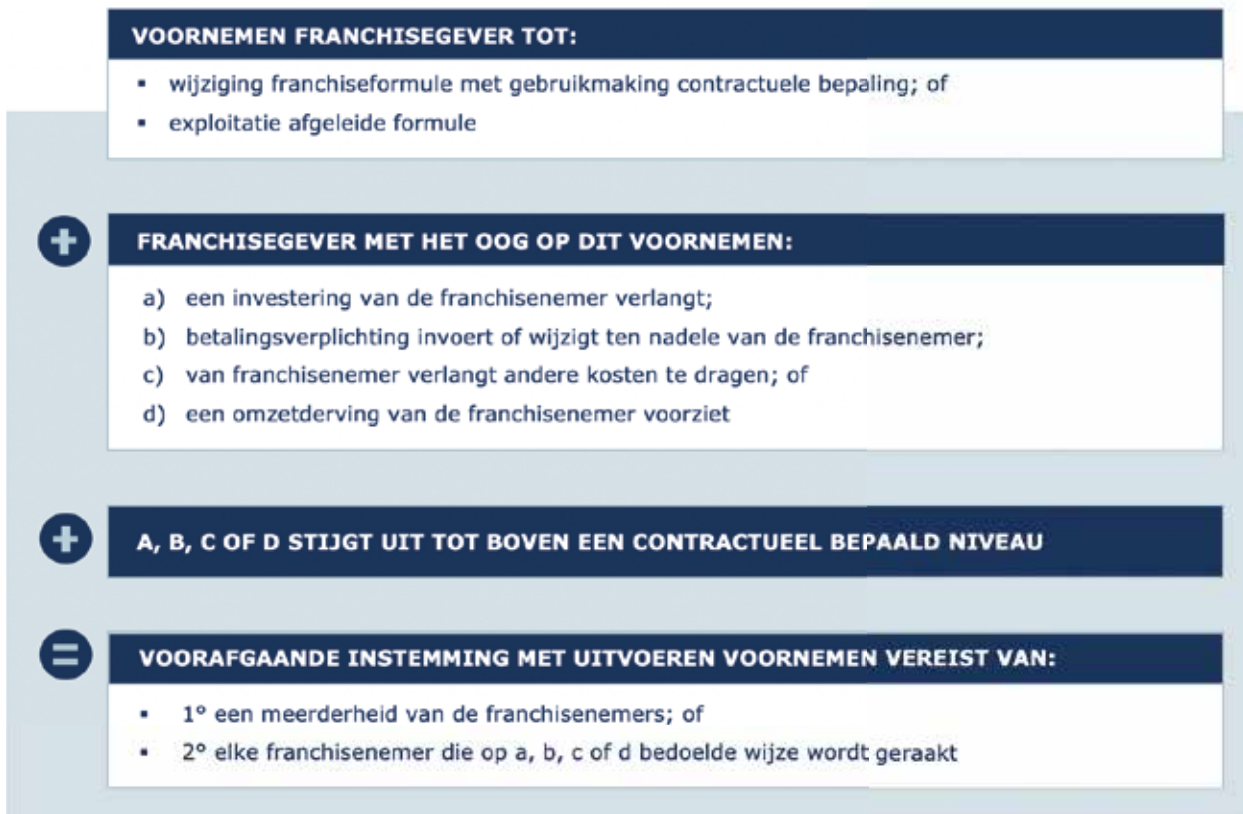 VOORNEMEN FRANCHISEGEVER TOT:
▪ wijziging franchiseformule met gebruikmaking contractuele bepaling; of
▪ exploitatie afgeleide formule
+
FRANCHISEGEVER MET HET OOG OP DIT VOORNEMEN:
a) een investering van de franchisenemer verlangt;
b) betalingsverplichting invoert of wijzigt ten nadele van de franchisenemer;
c) van franchisenemer verlangt andere kosten te dragen; of
d) een omzetderving van de franchisenemer voorziet
+
A, B, C OF D STIJGT UIT TOT BOVEN EEN CONTRACTUEEL BEPAALD NIVEAU
=
VOORAFGAANDE INSTEMMING MET UITVOEREN VOORNEMEN VEREIST VAN:
▪ 1° een meerderheid van de franchisenemers; of
▪ 2° elke franchisenemer die op a, b, c of d bedoelde wijze wordt geraakt